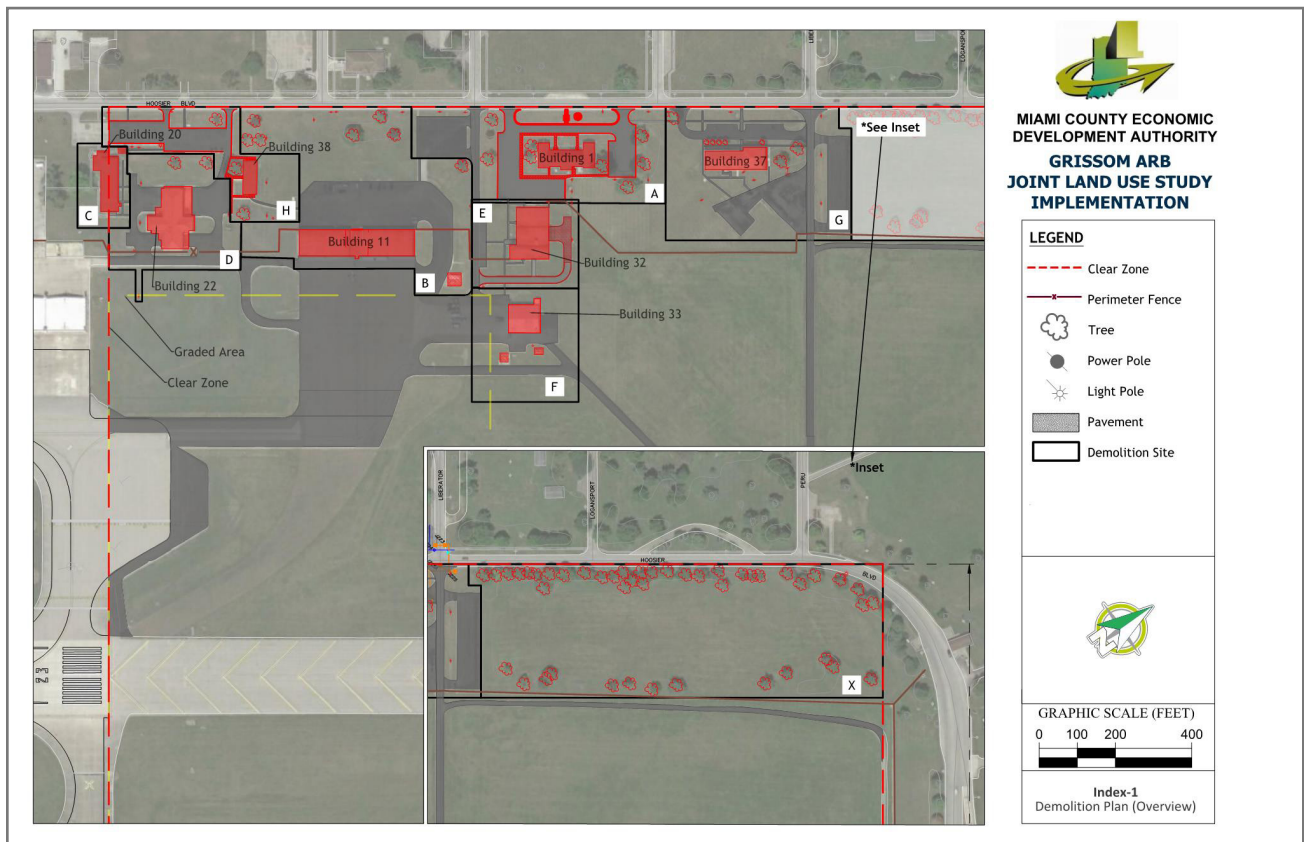 LOGANSPORT
HOOSIER BLVD
*See Inset
Building 20
Building 38
Building 1
Building 37
A
C
H
E
G
Building 11
Building 32
D
B
Building 22
Building 33
Graded Area
Clear Zone
F
*Inset
LIBERATOR
LOGANSPORT
PERU
HOOSIER
BLVD
X
MIAMI COUNTY ECONOMIC
DEVELOPMENT AUTHORITY
GRISSOM ARB
JOINT LAND USE STUDY
IMPLEMENTATION
LEGEND
Clear Zone
Perimeter Fence
Tree
Power Pole
Light Pole
Pavement
Demolition Site
GRAPHIC SCALE (FEET)
0 100 200 400
Index-1
Demolition Plan (Overview)